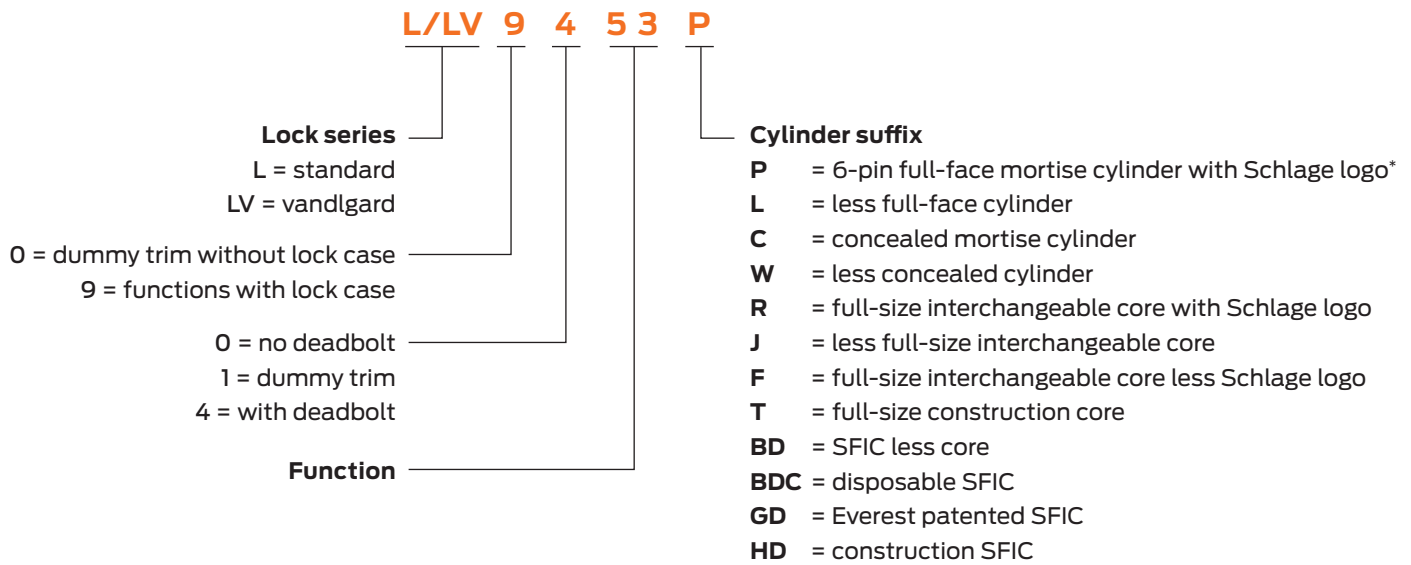 L/LV 9 4 5 3 P
Lock series
L = standard
LV = vandlgard
0 = dummy trim without lock case
9 = functions with lock case
0 = no deadbolt
1 = dummy trim
4 = with deadbolt
Function
Cylinder suffix
P = 6-pin full-face mortise cylinder with Schlage logo*
L = less full-face cylinder
C = concealed mortise cylinder
W = less concealed cylinder
R = full-size interchangeable core with Schlage logo
J = less full-size interchangeable core
F = full-size interchangeable core less Schlage logo
T = full-size construction core
BD = SFIC less core
BDC = disposable SFIC
GD = Everest patented SFIC
HD = construction SFIC